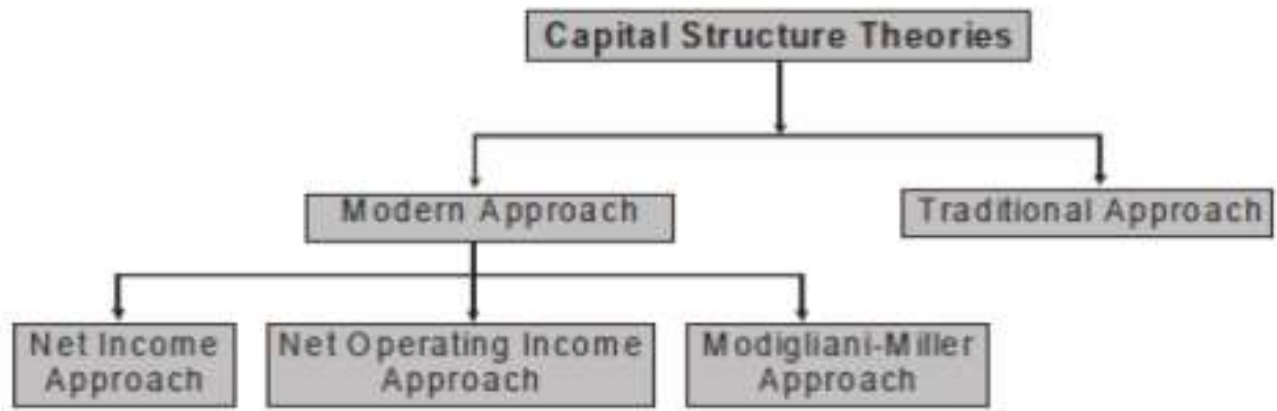 Capital Structure Theories
Modern Approach
Traditional Approach
Net Income
Approach
Net Operating Income
Approach
Modigliani-Miller
Approach